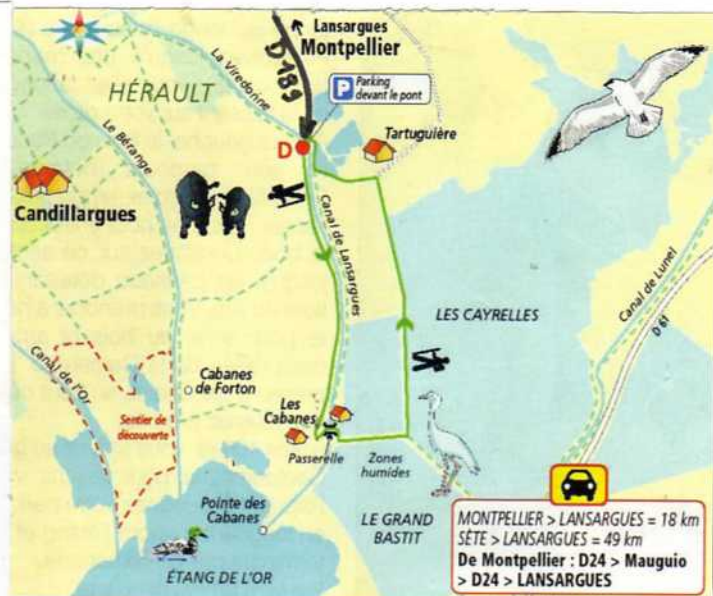 Lansargues
Montpellier
D189
La Viredonne
P
Parking
devant le pont
HÉRAULT
Le Bérange
D
Tartuguière
Candillargues
Canal de Lansargues
Canal de Lunel
D 61
LES CAYRELLES
Canal de l'Or
Cabanes
de Forton
Sentier de
découverte
Les
Cabanes
Passerelle
Zones
humides
Pointe des
Cabanes
LE GRAND
BASTIT
ÉTANG DE L'OR
MONTPELLIER > LANSARGUES = 18 km
SÈTE > LANSARGUES = 49 km
De Montpellier : D24 > Mauguio
> D24 > LANSARGUES